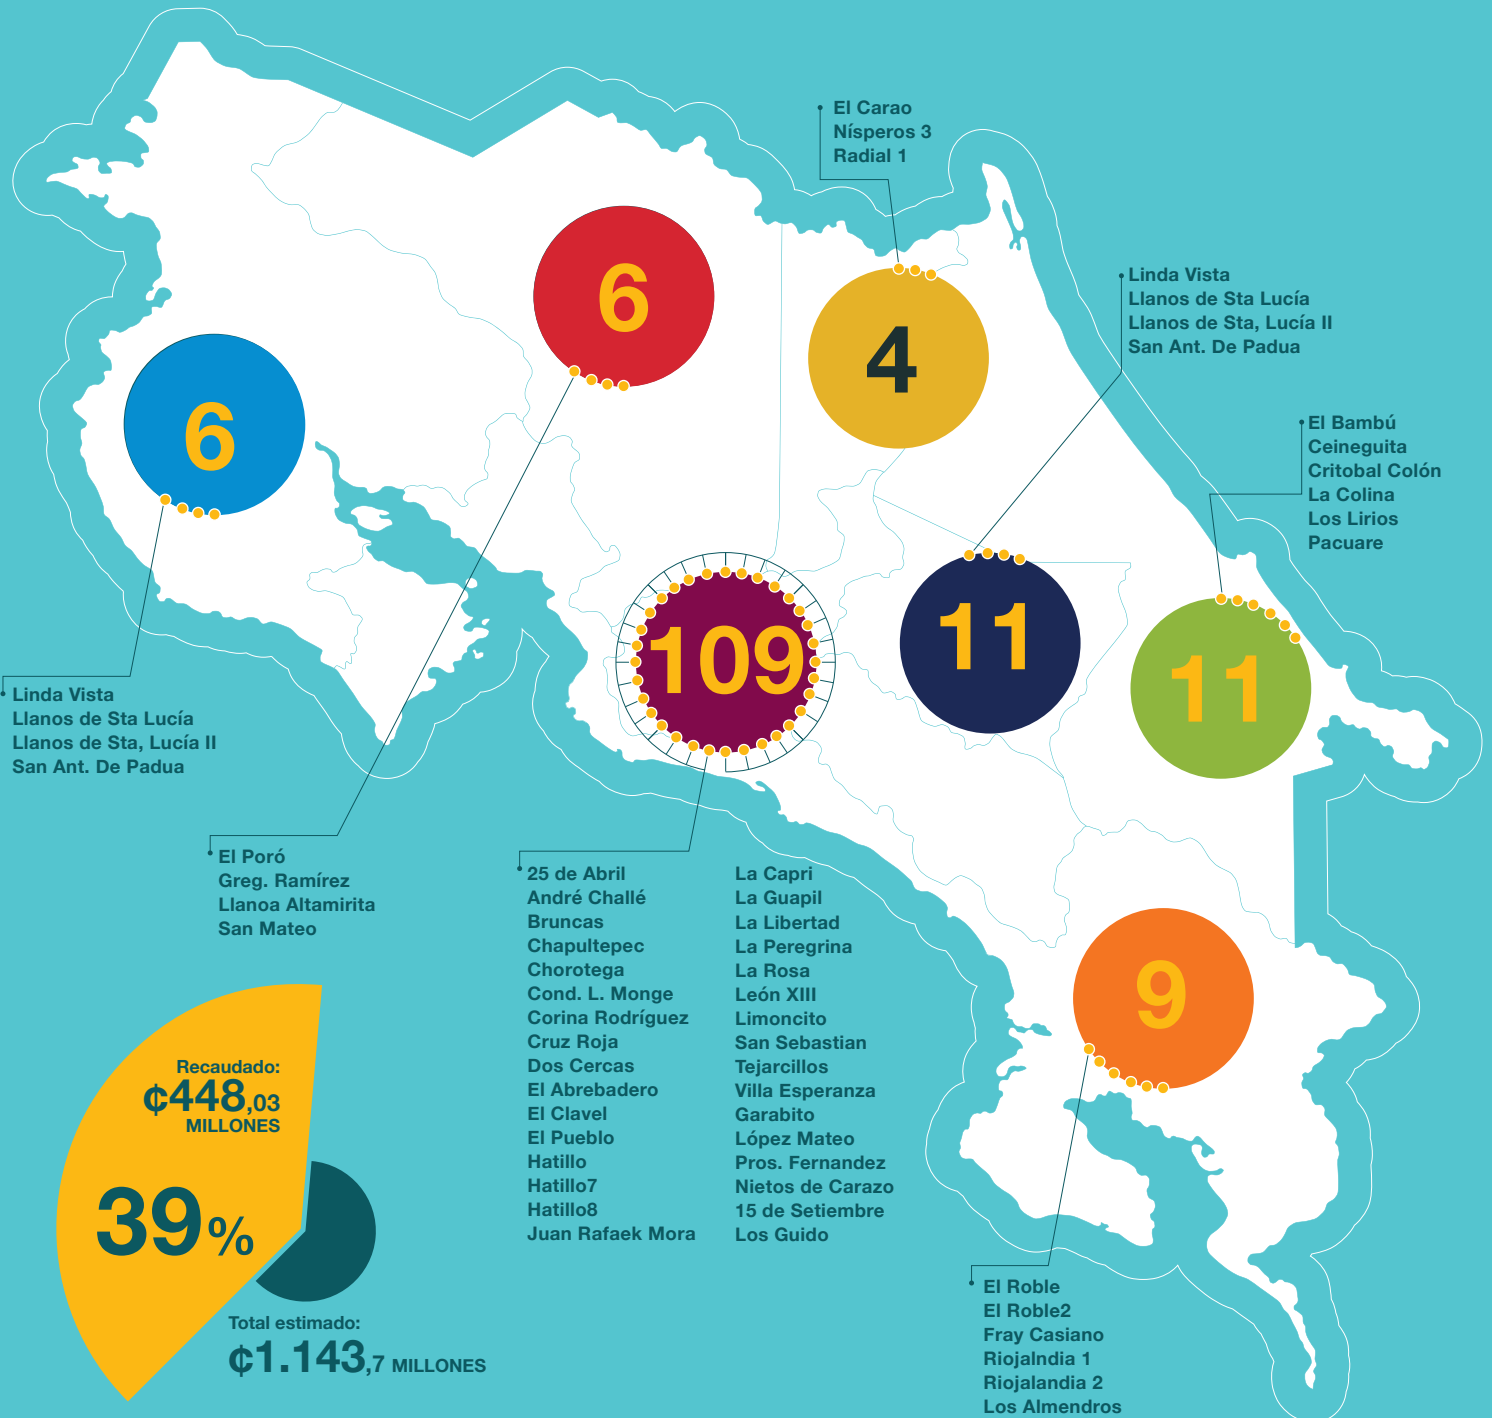 El Carao
Nísperos 3
Radial 1
6
4
6
Linda Vista
Llanos de Sta Lucía
Llanos de Sta, Lucía II
San Ant. De Padua
El Bambú
Ceineguita
Critobal Colón
La Colina
Los Lirios
Pacuare
109
11
11
Linda Vista
Llanos de Sta Lucía
Llanos de Sta, Lucía II
San Ant. De Padua
El Poró
Greg. Ramírez
Llanoa Altamirita
San Mateo
25 de Abril
André Challé
Bruncas
Chapultepec
Chorotega
Cond. L. Monge
Corina Rodríguez
Cruz Roja
Dos Cercas
El Abrebadero
El Clavel
El Pueblo
Hatillo
Hatillo7
Hatillo8
Juan Rafaek Mora
La Capri
La Guapil
La Libertad
La Peregrina
La Rosa
León XIII
Limoncito
San Sebastian
Tejarcillos
Villa Esperanza
Garabito
López Mateo
Pros. Fernandez
Nietos de Carazo
15 de Setiembre
Los Guido
9
El Roble
El Roble2
Fray Casiano
Riojalndia 1
Riojalandia 2
Los Almendros
Recaudado:
₵448,03
MILLONES
39%
Total estimado:
₵1.143,7 MILLONES